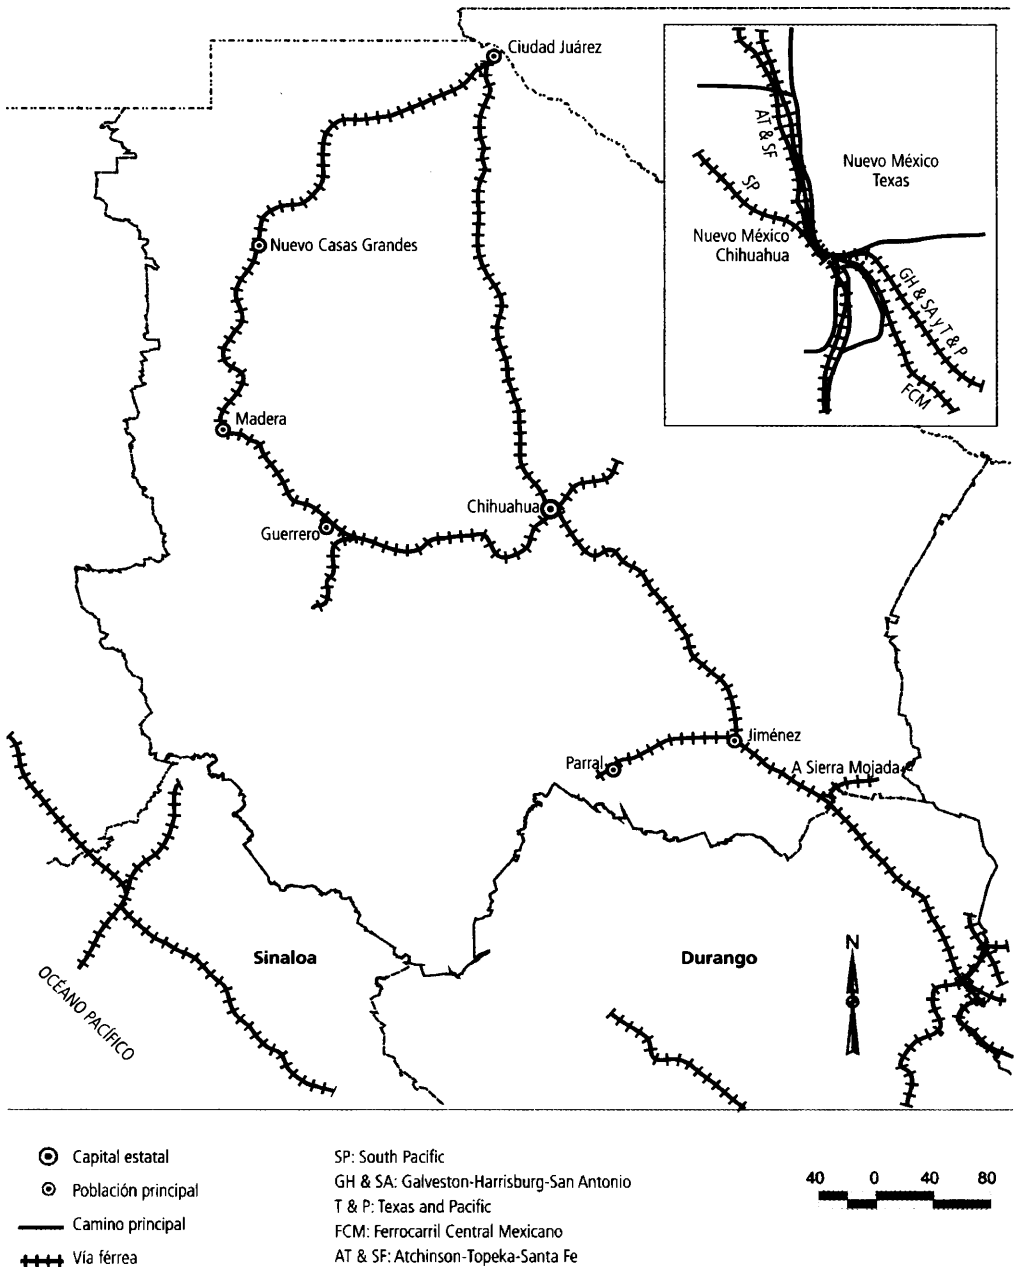 Ciudad Juárez
AT & SF
SP
Nuevo México
Texas
Nuevo México
Chihuahua
GH & SA y T & P
FCM
Nuevo Casas Grandes
Madera
Chihuahua
Guerrero
Jiménez
Parral
A Sierra Mojada
Sinaloa
Durango
N
OCÉANO PACÍFICO
Capital estatal
Población principal
Camino principal
Vía férrea
SP: South Pacific
GH & SA: Galveston-Harrisburg-San Antonio
T & P: Texas and Pacific
FCM: Ferrocarril Central Mexicano
AT & SF: Atchinson-Topeka-Santa Fe
40 0 40 80